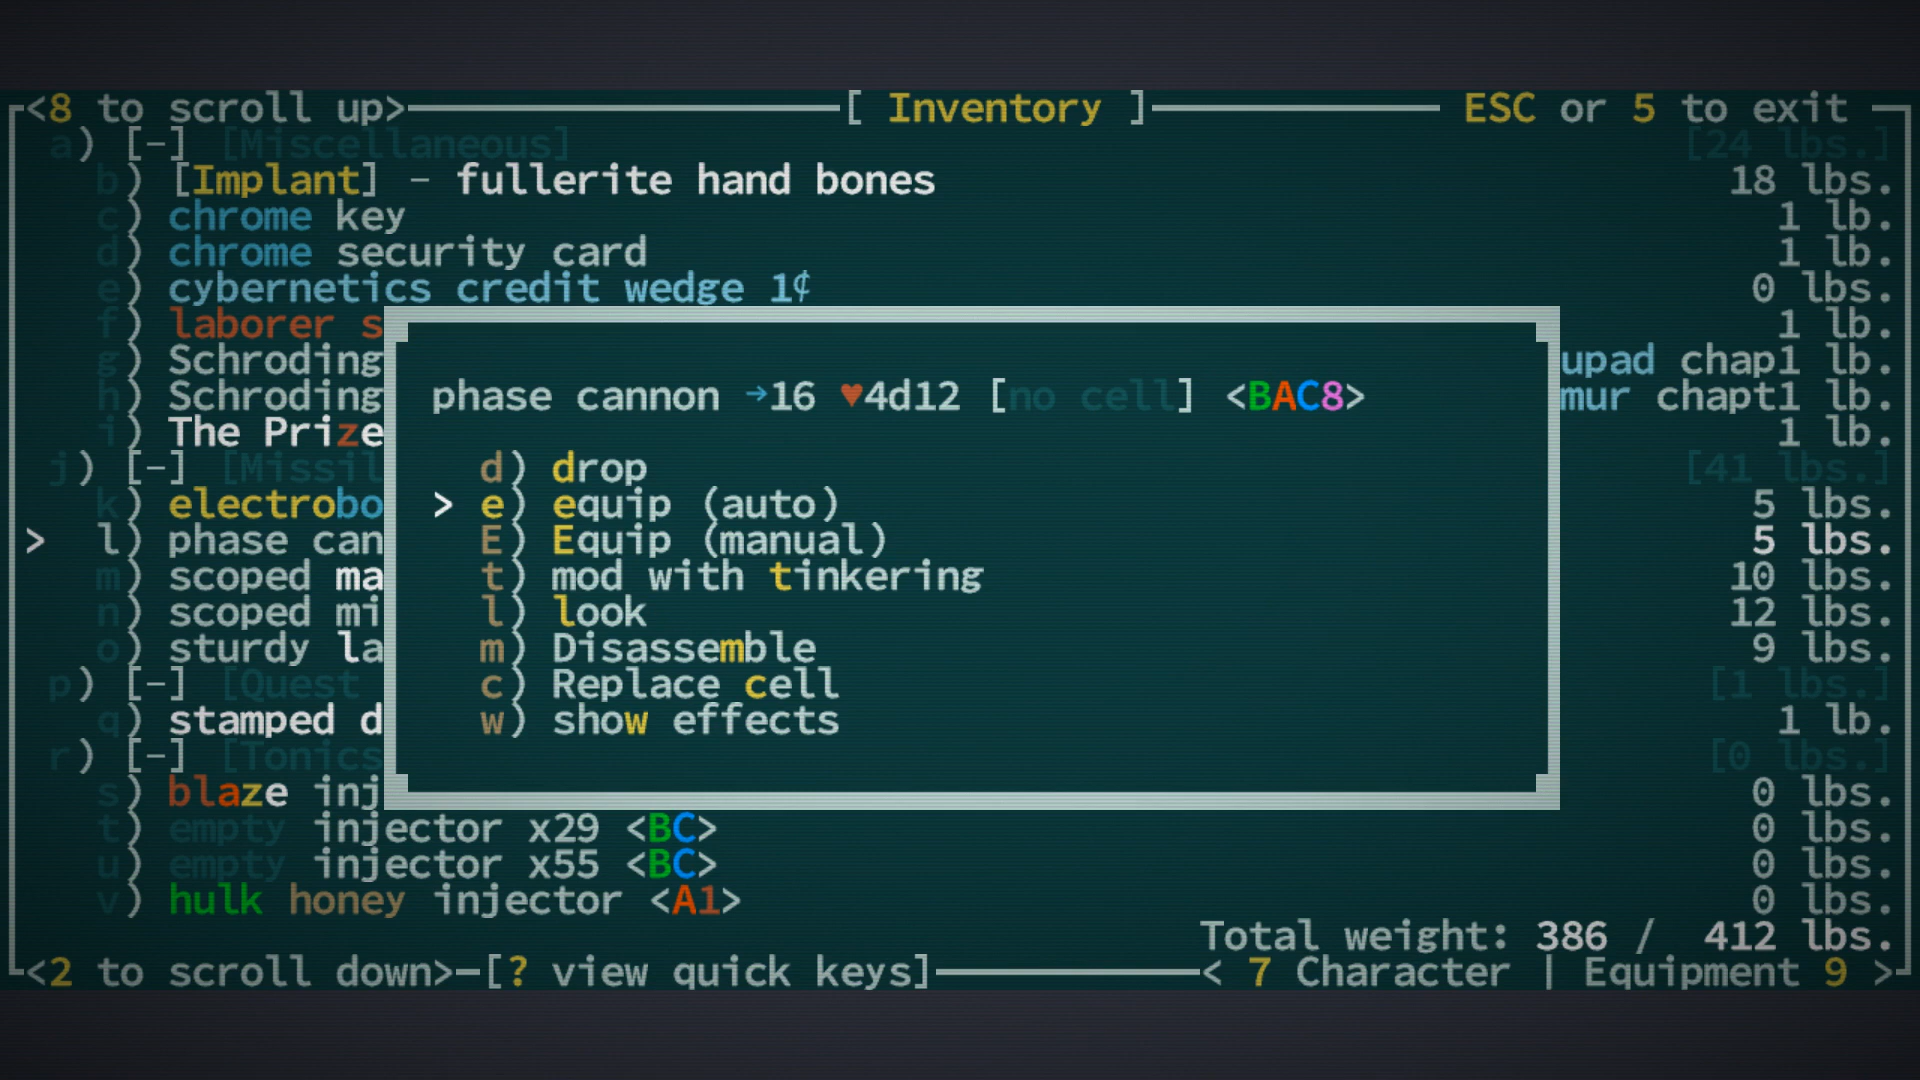 <8 to scroll up> [ Inventory ] ESC or 5 to exit
a) [-] [Miscellaneous] [24 lbs.]
b) [Implant] - fullerite hand bones 18 lbs.
c) chrome key 1 lb.
d) chrome security card 1 lb.
e) cybernetics credit wedge 1¢ 0 lbs.
f) laborer s 1 lb.
g) Schroding upad chap1 lb.
h) Schroding mur chapt1 lb.
i) The Prize 1 lb.
j) [-] [Missil [41 lbs.]
k) electrobo 5 lbs.
> l) phase can 5 lbs.
m) scoped ma 10 lbs.
n) scoped mi 12 lbs.
o) sturdy la 9 lbs.
p) [-] [Quest [1 lbs.]
q) stamped d 1 lb.
r) [-] [Tonics [0 lbs.]
s) blaze inj 0 lbs.
t) empty injector x29 <BC> 0 lbs.
u) empty injector x55 <BC> 0 lbs.
v) hulk honey injector <A1> 0 lbs.
Total weight: 386 / 412 lbs.
<2 to scroll down> [? view quick keys] < 7 Character | Equipment 9 >
phase cannon →16 ♥4d12 [no cell] <BAC8>
d) drop
> e) equip (auto)
E) Equip (manual)
t) mod with tinkering
l) look
m) Disassemble
c) Replace cell
w) show effects